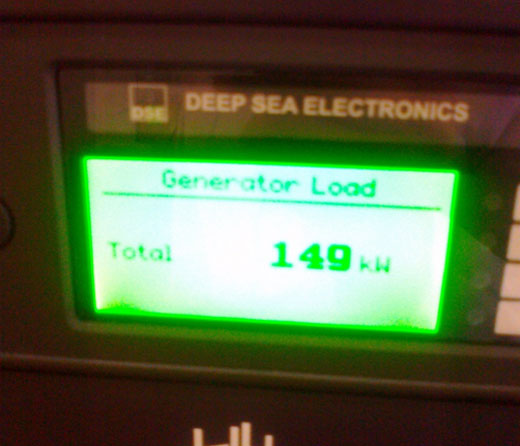 DSE DEEP SEA ELECTRONICS
Generator Load
Total 149 kW